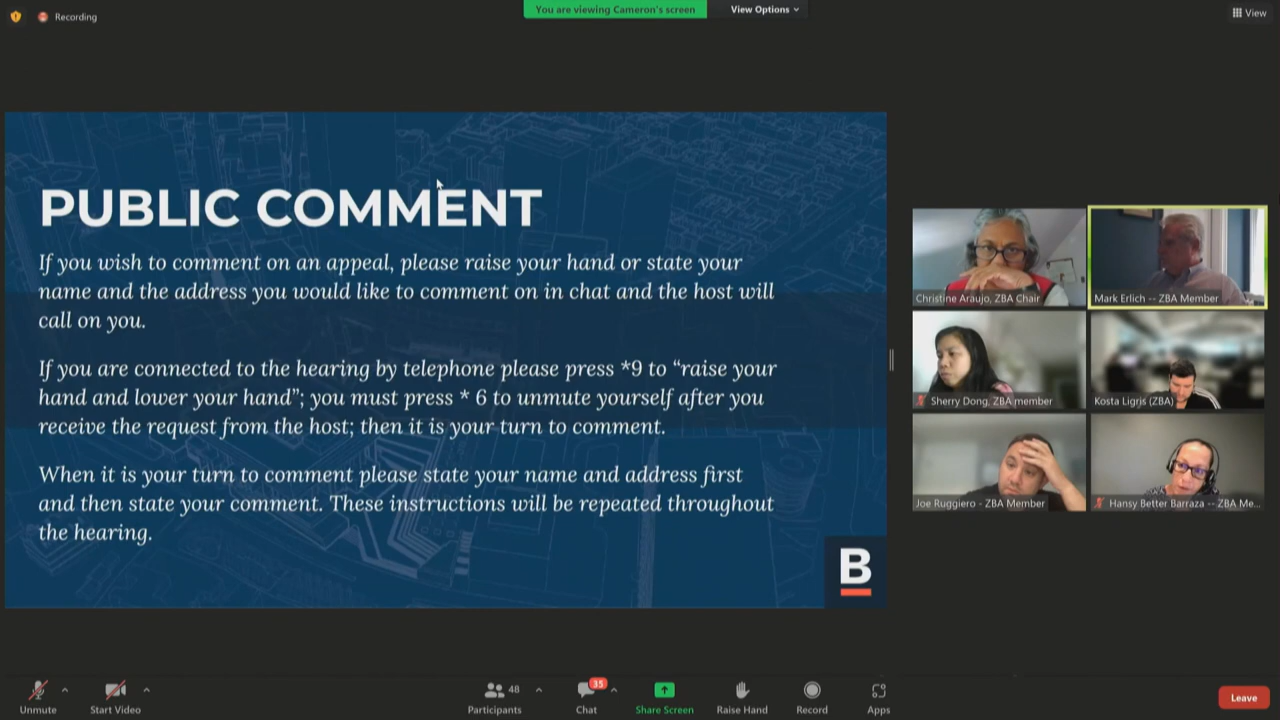 Recording
You are viewing Cameron's screen
View Options
View
PUBLIC COMMENT
If you wish to comment on an appeal, please raise your hand or state your
name and the address you would like to comment on in chat and the host will
call on you.
If you are connected to the hearing by telephone please press *9 to “raise your
hand and lower your hand”; you must press * 6 to unmute yourself after you
receive the request from the host; then it is your turn to comment.
When it is your turn to comment please state your name and address first
and then state your comment. These instructions will be repeated throughout
the hearing.
B
Christine Araujo, ZBA Chair
Mark Erlich -- ZBA Member
Sherry Dong, ZBA member
Kosta Ligris (ZBA)
Joe Ruggiero - ZBA Member
Hansy Better Barraza -- ZBA Me...
Unmute
Start Video
48
Participants
35
Chat
Share Screen
Raise Hand
Record
Apps
Leave